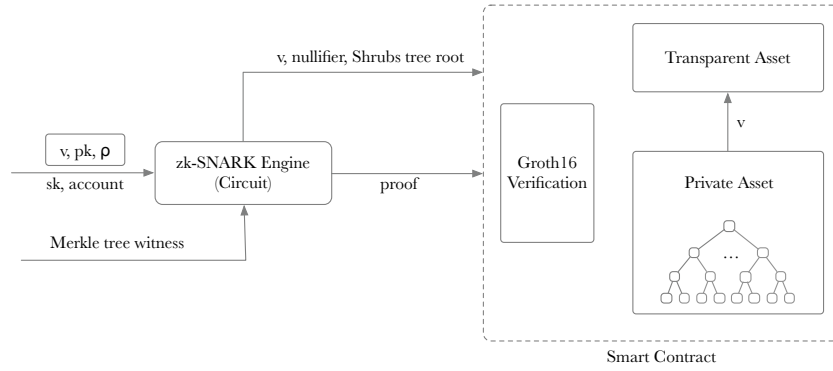 v, nullifier, Shrubs tree root
Transparent Asset
v
v, pk, ρ
sk, account
zk-SNARK Engine
(Circuit)
proof
Groth16
Verification
Private Asset
...
Merkle tree witness
Smart Contract